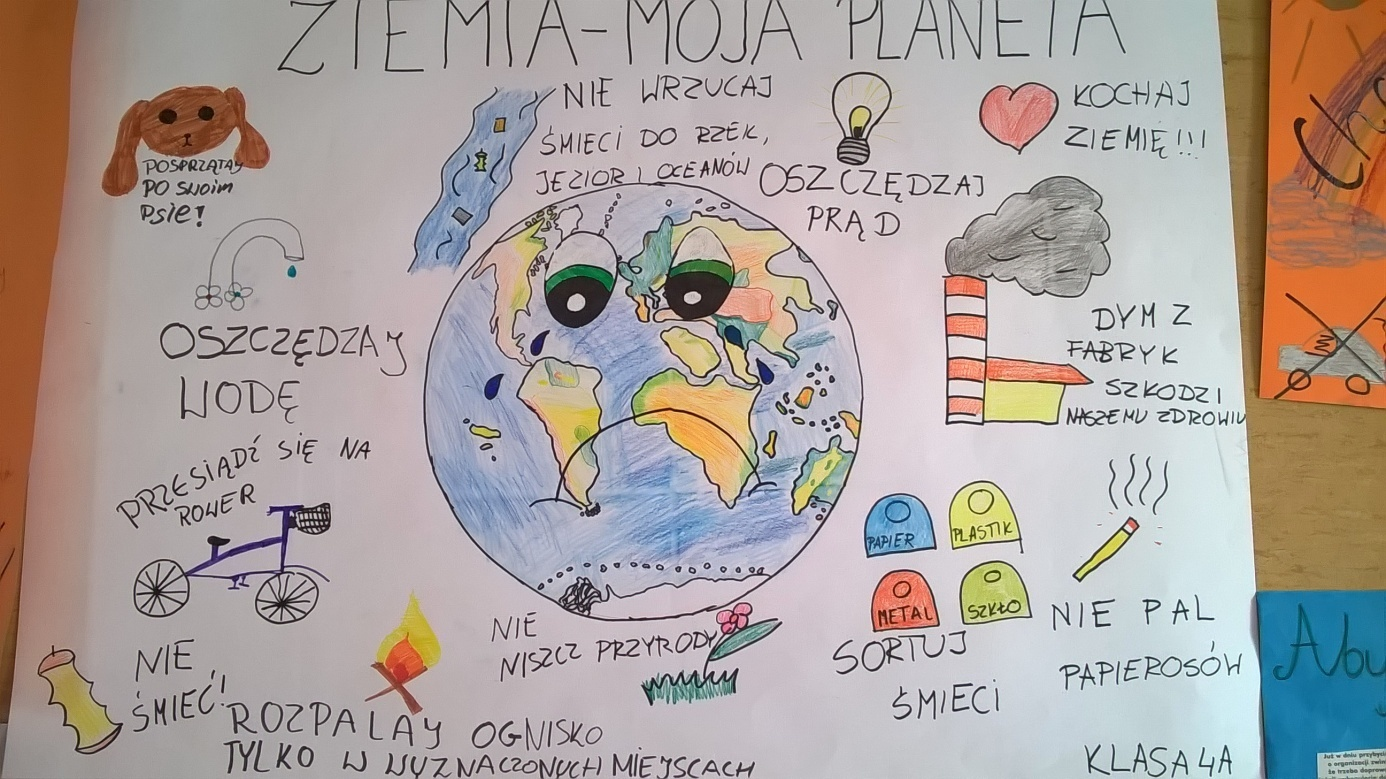 ZIEMIA-MOJA PLANETA
POSPRZĄTAJ
PO SWOIM
PSIE!
NIE WRZUCAJ
ŚMIECI DO RZEK,
JEZIOR I OCEANÓW
OSZCZĘDZAJ
PRĄD
KOCHAJ
ZIEMIĘ!!!
OSZCZĘDZAJ
WODĘ
DYM Z
FABRYK
SZKODZI
NASZEMU ZDROWIU
PRZESIĄDŹ SIĘ NA
ROWER
PAPIER
PLASTIK
METAL
SZKŁO
SORTUJ
ŚMIECI
NIE PAL
PAPIEROSÓW
NIE
ŚMIEĆ!
NIE
NISZCZ PRZYRODY
ROZPALAJ OGNISKO
TYLKO W WYZNACZONYCH MIEJSCACH
KLASA 4A